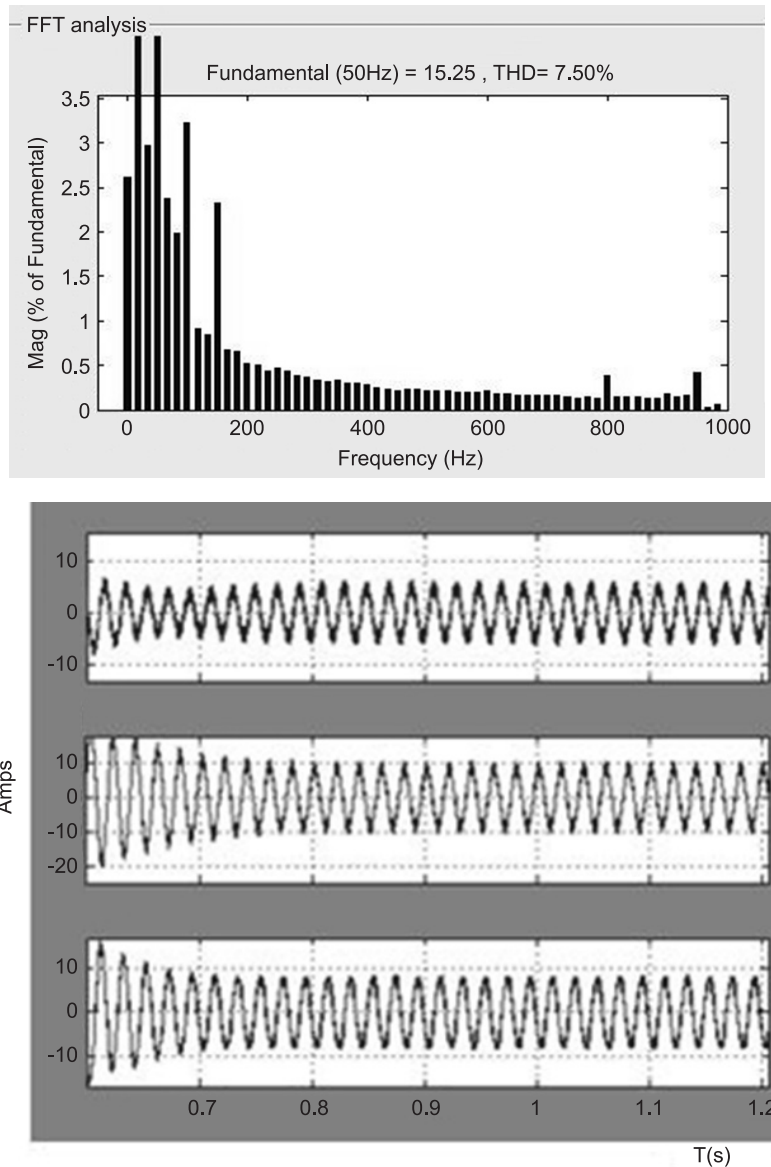 FFT analysis
Fundamental (50Hz) = 15.25 , THD= 7.50%
Mag (% of Fundamental)
3.5
3
2.5
2
1.5
1
0.5
0
0 200 400 600 800 1000
Frequency (Hz)
Amps
10
0
-10
10
0
-10
-20
10
0
-10
0.7 0.8 0.9 1 1.1 1.2
T(s)